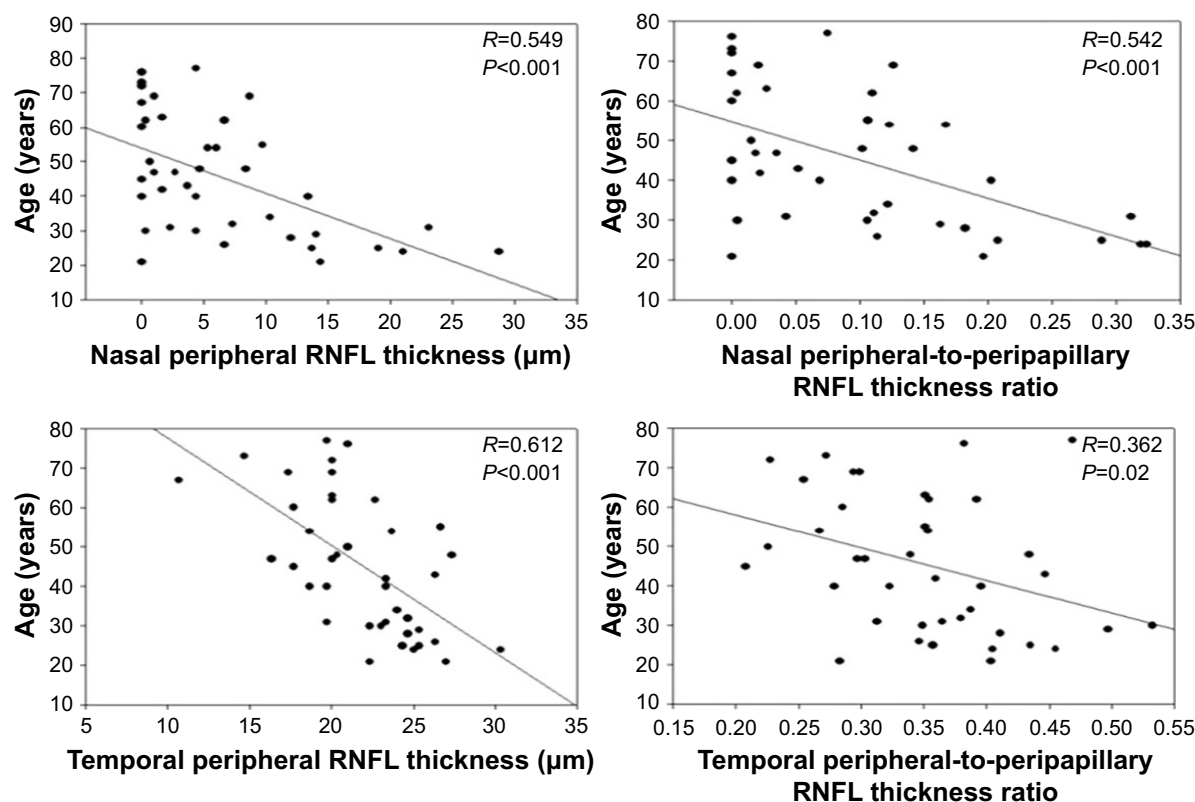 90
80
70
60
50
40
30
20
10
Age (years)
R=0.549
P<0.001
0 5 10 15 20 25 30 35
Nasal peripheral RNFL thickness (µm)
80
70
60
50
40
30
20
10
Age (years)
R=0.542
P<0.001
0.00 0.05 0.10 0.15 0.20 0.25 0.30 0.35
Nasal peripheral-to-peripapillary
RNFL thickness ratio
80
70
60
50
40
30
20
10
Age (years)
R=0.612
P<0.001
5 10 15 20 25 30 35
Temporal peripheral RNFL thickness (µm)
80
70
60
50
40
30
20
10
Age (years)
R=0.362
P=0.02
0.15 0.20 0.25 0.30 0.35 0.40 0.45 0.50 0.55
Temporal peripheral-to-peripapillary
RNFL thickness ratio